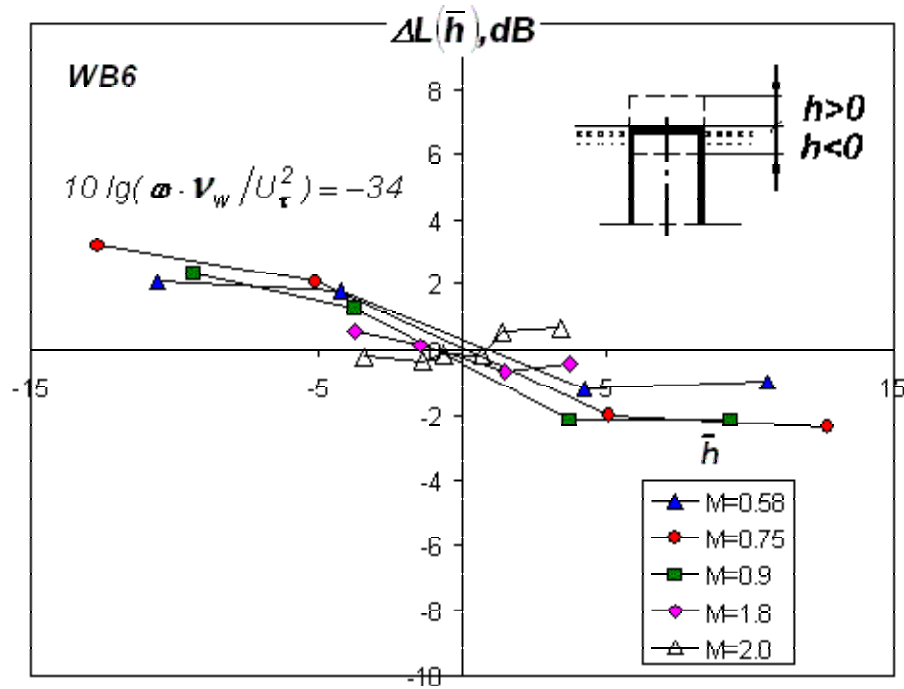 ΔL(h̄),dB
WB6
8
h>0
h<0
6
10 lg(ϖ · ν_w /U_τ^2) = −34
4
2
0
-15
-5
5
15
-2
h̄
-4
M=0.58
M=0.75
-6
M=0.9
-8
M=1.8
M=2.0
-10